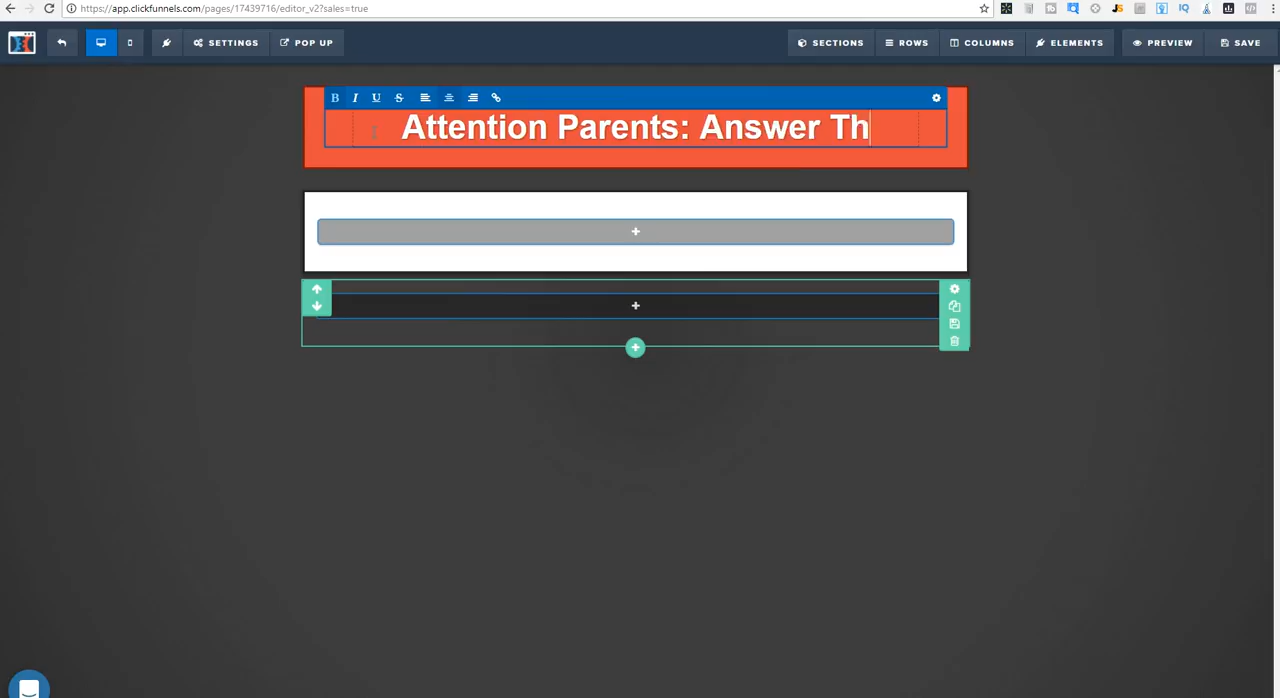 https://app.clickfunnels.com/pages/17439716/editor_v2?sales=true
SETTINGS
POP UP
SECTIONS
ROWS
COLUMNS
ELEMENTS
PREVIEW
SAVE
B I U S
Attention Parents: Answer Th